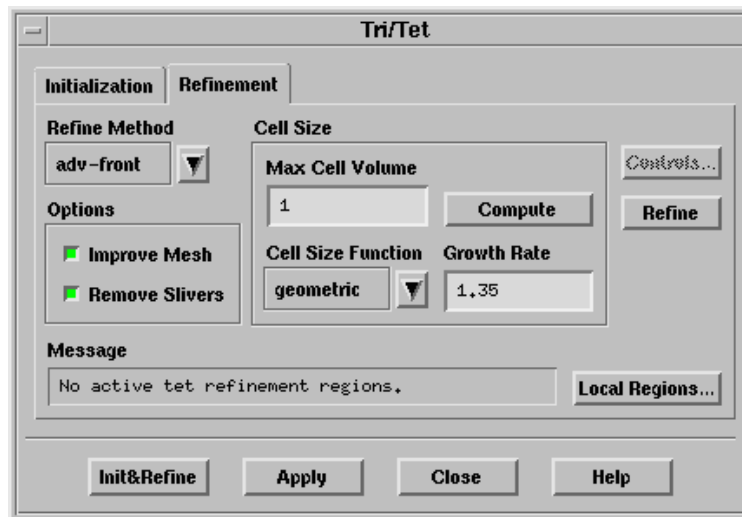 Tri/Tet
Initialization
Refinement
Refine Method
adv-front
Options
Improve Mesh
Remove Slivers
Cell Size
Max Cell Volume
1
Compute
Cell Size Function
geometric
Growth Rate
1.35
Controls...
Refine
Message
No active tet refinement regions.
Local Regions...
Init&Refine
Apply
Close
Help